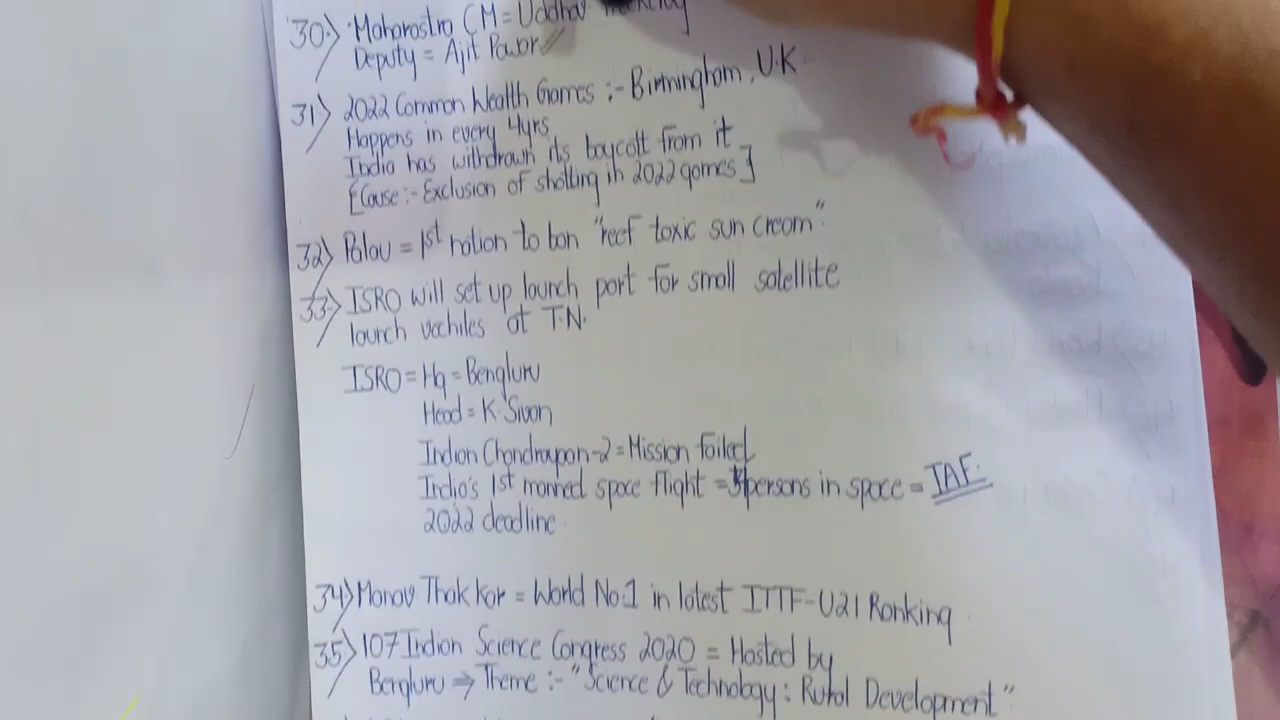 30) Maharastra CM = Uddhav
Deputy = Ajit Pawar
31) 2022 Common Wealth Games :- Birmingham, U.K
Happens in every 4yrs
India has withdrawn its boycott from it
[Cause :- Exclusion of shotting in 2022 games]
32) Palau = 1st nation to ban "reef toxic sun cream"
33) ISRO will set up launch port for small satellite
launch vechiles at T.N.
ISRO = Hq = Bengluru
Head = K. Sivan
Indian Chandrayan-2 = Mission failed
India's 1st manned space flight = persons in space = IAF
2022 deadline
34) Manav Thakkar = World No.1 in latest ITTF-U21 Ranking
35) 107 Indian Science Congress 2020 = Hosted by
Bengluru ⇒ Theme :- "Science & Technology : Rural Development"